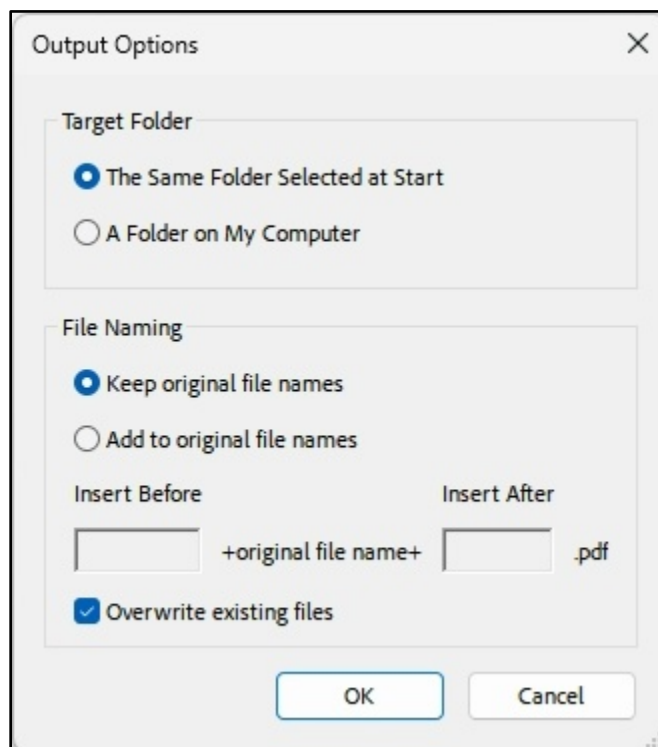 Output Options
Target Folder
The Same Folder Selected at Start
A Folder on My Computer
File Naming
Keep original file names
Add to original file names
Insert Before Insert After
+original file name+ .pdf
Overwrite existing files
OK Cancel